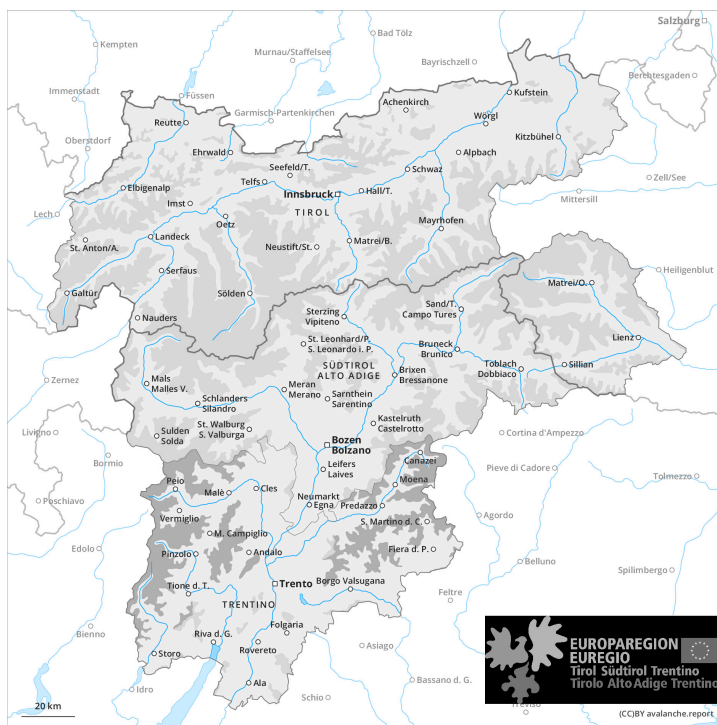 Salzburg
Kempten
Bad Tölz
Murnau/Staffelsee
Bayrischzell
Berchtesgaden
Immenstadt
Füssen
Kufstein
Achenkirch
Garmisch-Partenkirchen
Wörgl
Reutte
Kitzbühel
Oberstdorf
Ehrwald
Alpbach
Seefeld/T.
Schwaz
Zell/See
Telfs
Elbigenalp
Innsbruck
Hall/T.
Mittersill
Imst
TIROL
Lech
Oetz
Mayrhofen
St. Anton/A.
Landeck
Neustift/St.
Matrei/B.
Serfaus
Heiligenblut
Matrei/O.
Galtür
Sölden
Sand/T.
Campo Tures
Nauders
Sterzing
Vipiteno
St. Leonhard/P.
S. Leonardo i. P.
Bruneck
Brunico
Lienz
SÜDTIROL
ALTO ADIGE
Brixen
Bressanone
Toblach
Dobbiaco
Sillian
Zernez
Mals
Malles V.
Meran
Merano
Schlanders
Silandro
Sarnthein
Sarentino
Kastelruth
Castelrotto
St. Walburg
S. Valburga
Livigno
Sulden
Solda
Bozen
Bolzano
Cortina d'Ampezzo
Bormio
Canazei
Leifers
Laives
Pieve di Cadore
Moena
Tolmezzo
Peio
Malè
Cles
Neumarkt
Egna
Predazzo
Poschiavo
Vermiglio
S. Martino d. C.
Agordo
M. Campiglio
Edolo
Pinzolo
Andalo
Fiera d. P.
Belluno
Spilimbergo
Trento
Borgo Valsugana
Tione d. T.
Feltre
TRENTINO
Folgaria
Bienno
Riva d. G.
Rovereto
Asiago
Storo
Bassano d. G.
Idro
Ala
Schio
Treviso
EUROPAREGION
EUREGIO
Tirol Südtirol Trentino
Tirolo Alto Adige Trentino
20 km
(CC)BY avalanche.report